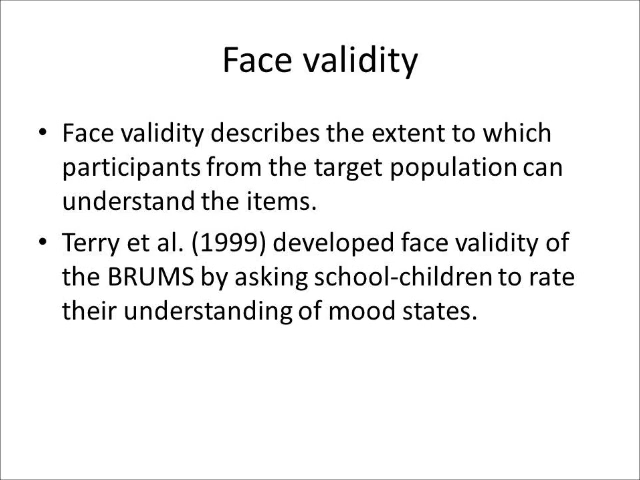 Face validity
• Face validity describes the extent to which
participants from the target population can
understand the items.
• Terry et al. (1999) developed face validity of
the BRUMS by asking school-children to rate
their understanding of mood states.